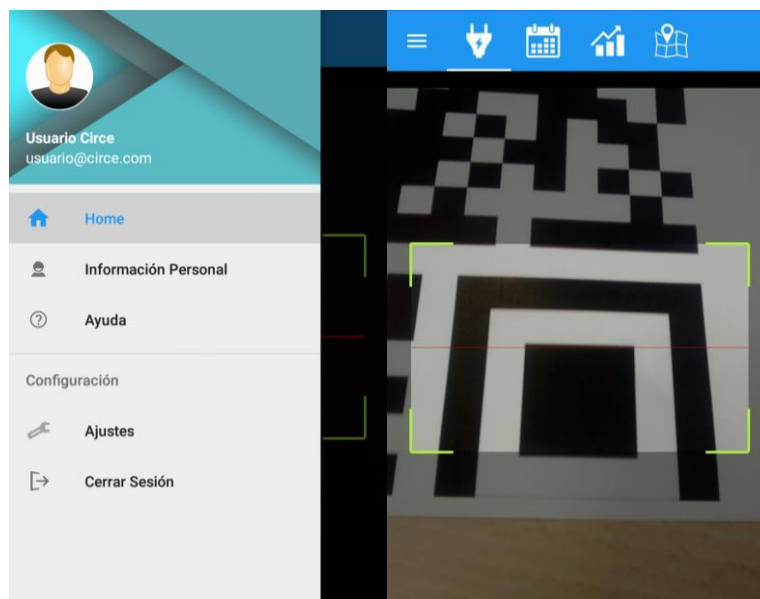 Usuario Circe
usuario@circe.com
Home
Información Personal
Ayuda
Configuración
Ajustes
Cerrar Sesión